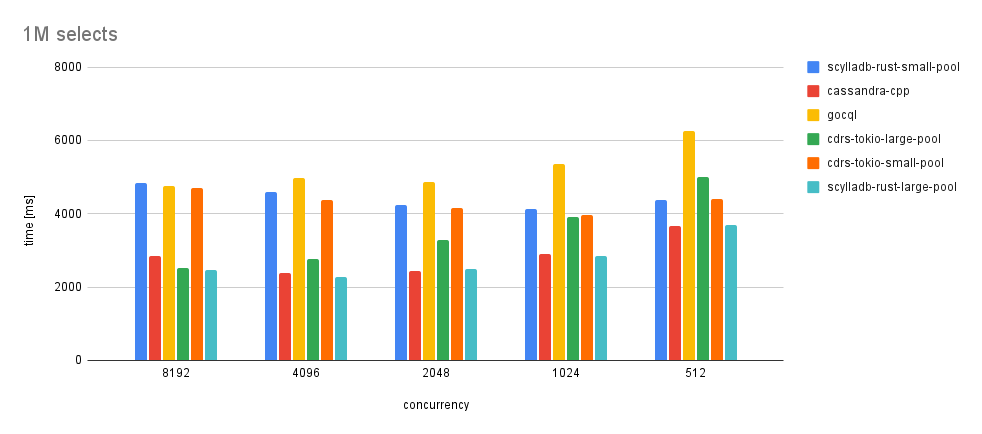 1M selects
8000
6000
4000
2000
0
time [ms]
8192
4096
2048
1024
512
concurrency
scylladb-rust-small-pool
cassandra-cpp
gocql
cdrs-tokio-large-pool
cdrs-tokio-small-pool
scylladb-rust-large-pool